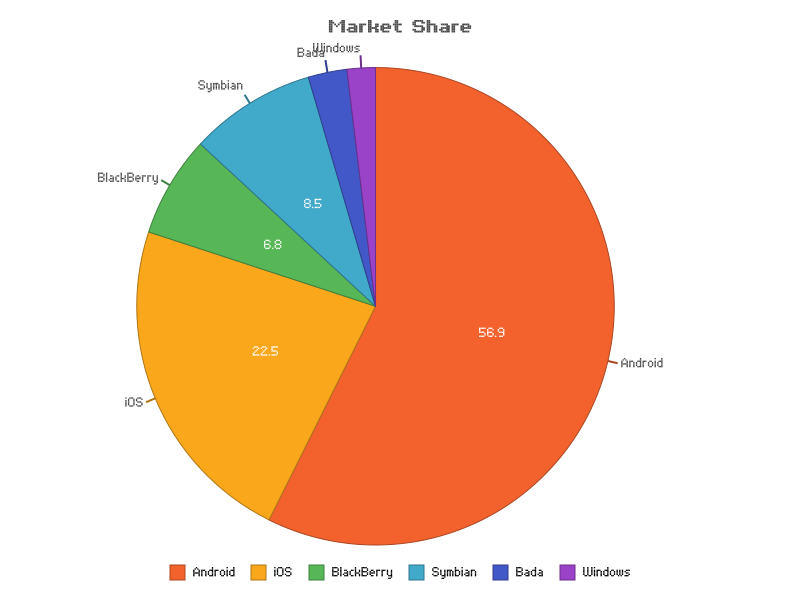 Market Share
Windows
Bada
Symbian
BlackBerry
8.5
6.8
56.9
22.5
Android
iOS
Android iOS BlackBerry Symbian Bada Windows